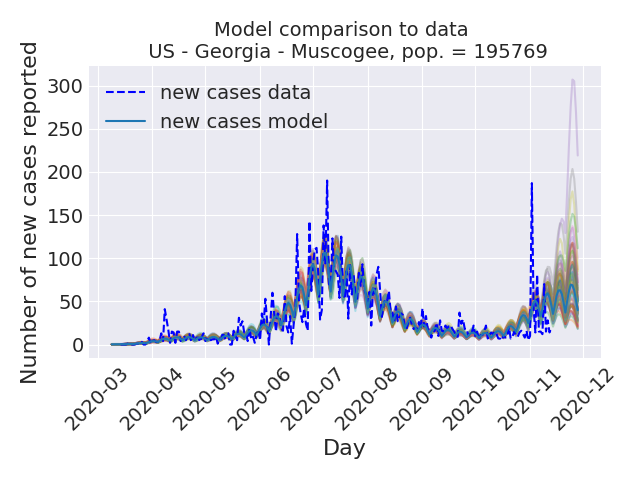 Model comparison to data
US - Georgia - Muscogee, pop. = 195769
Number of new cases reported
300
250
200
150
100
50
0
new cases data
new cases model
2020-03
2020-04
2020-05
2020-06
2020-07
2020-08
2020-09
2020-10
2020-11
2020-12
Day